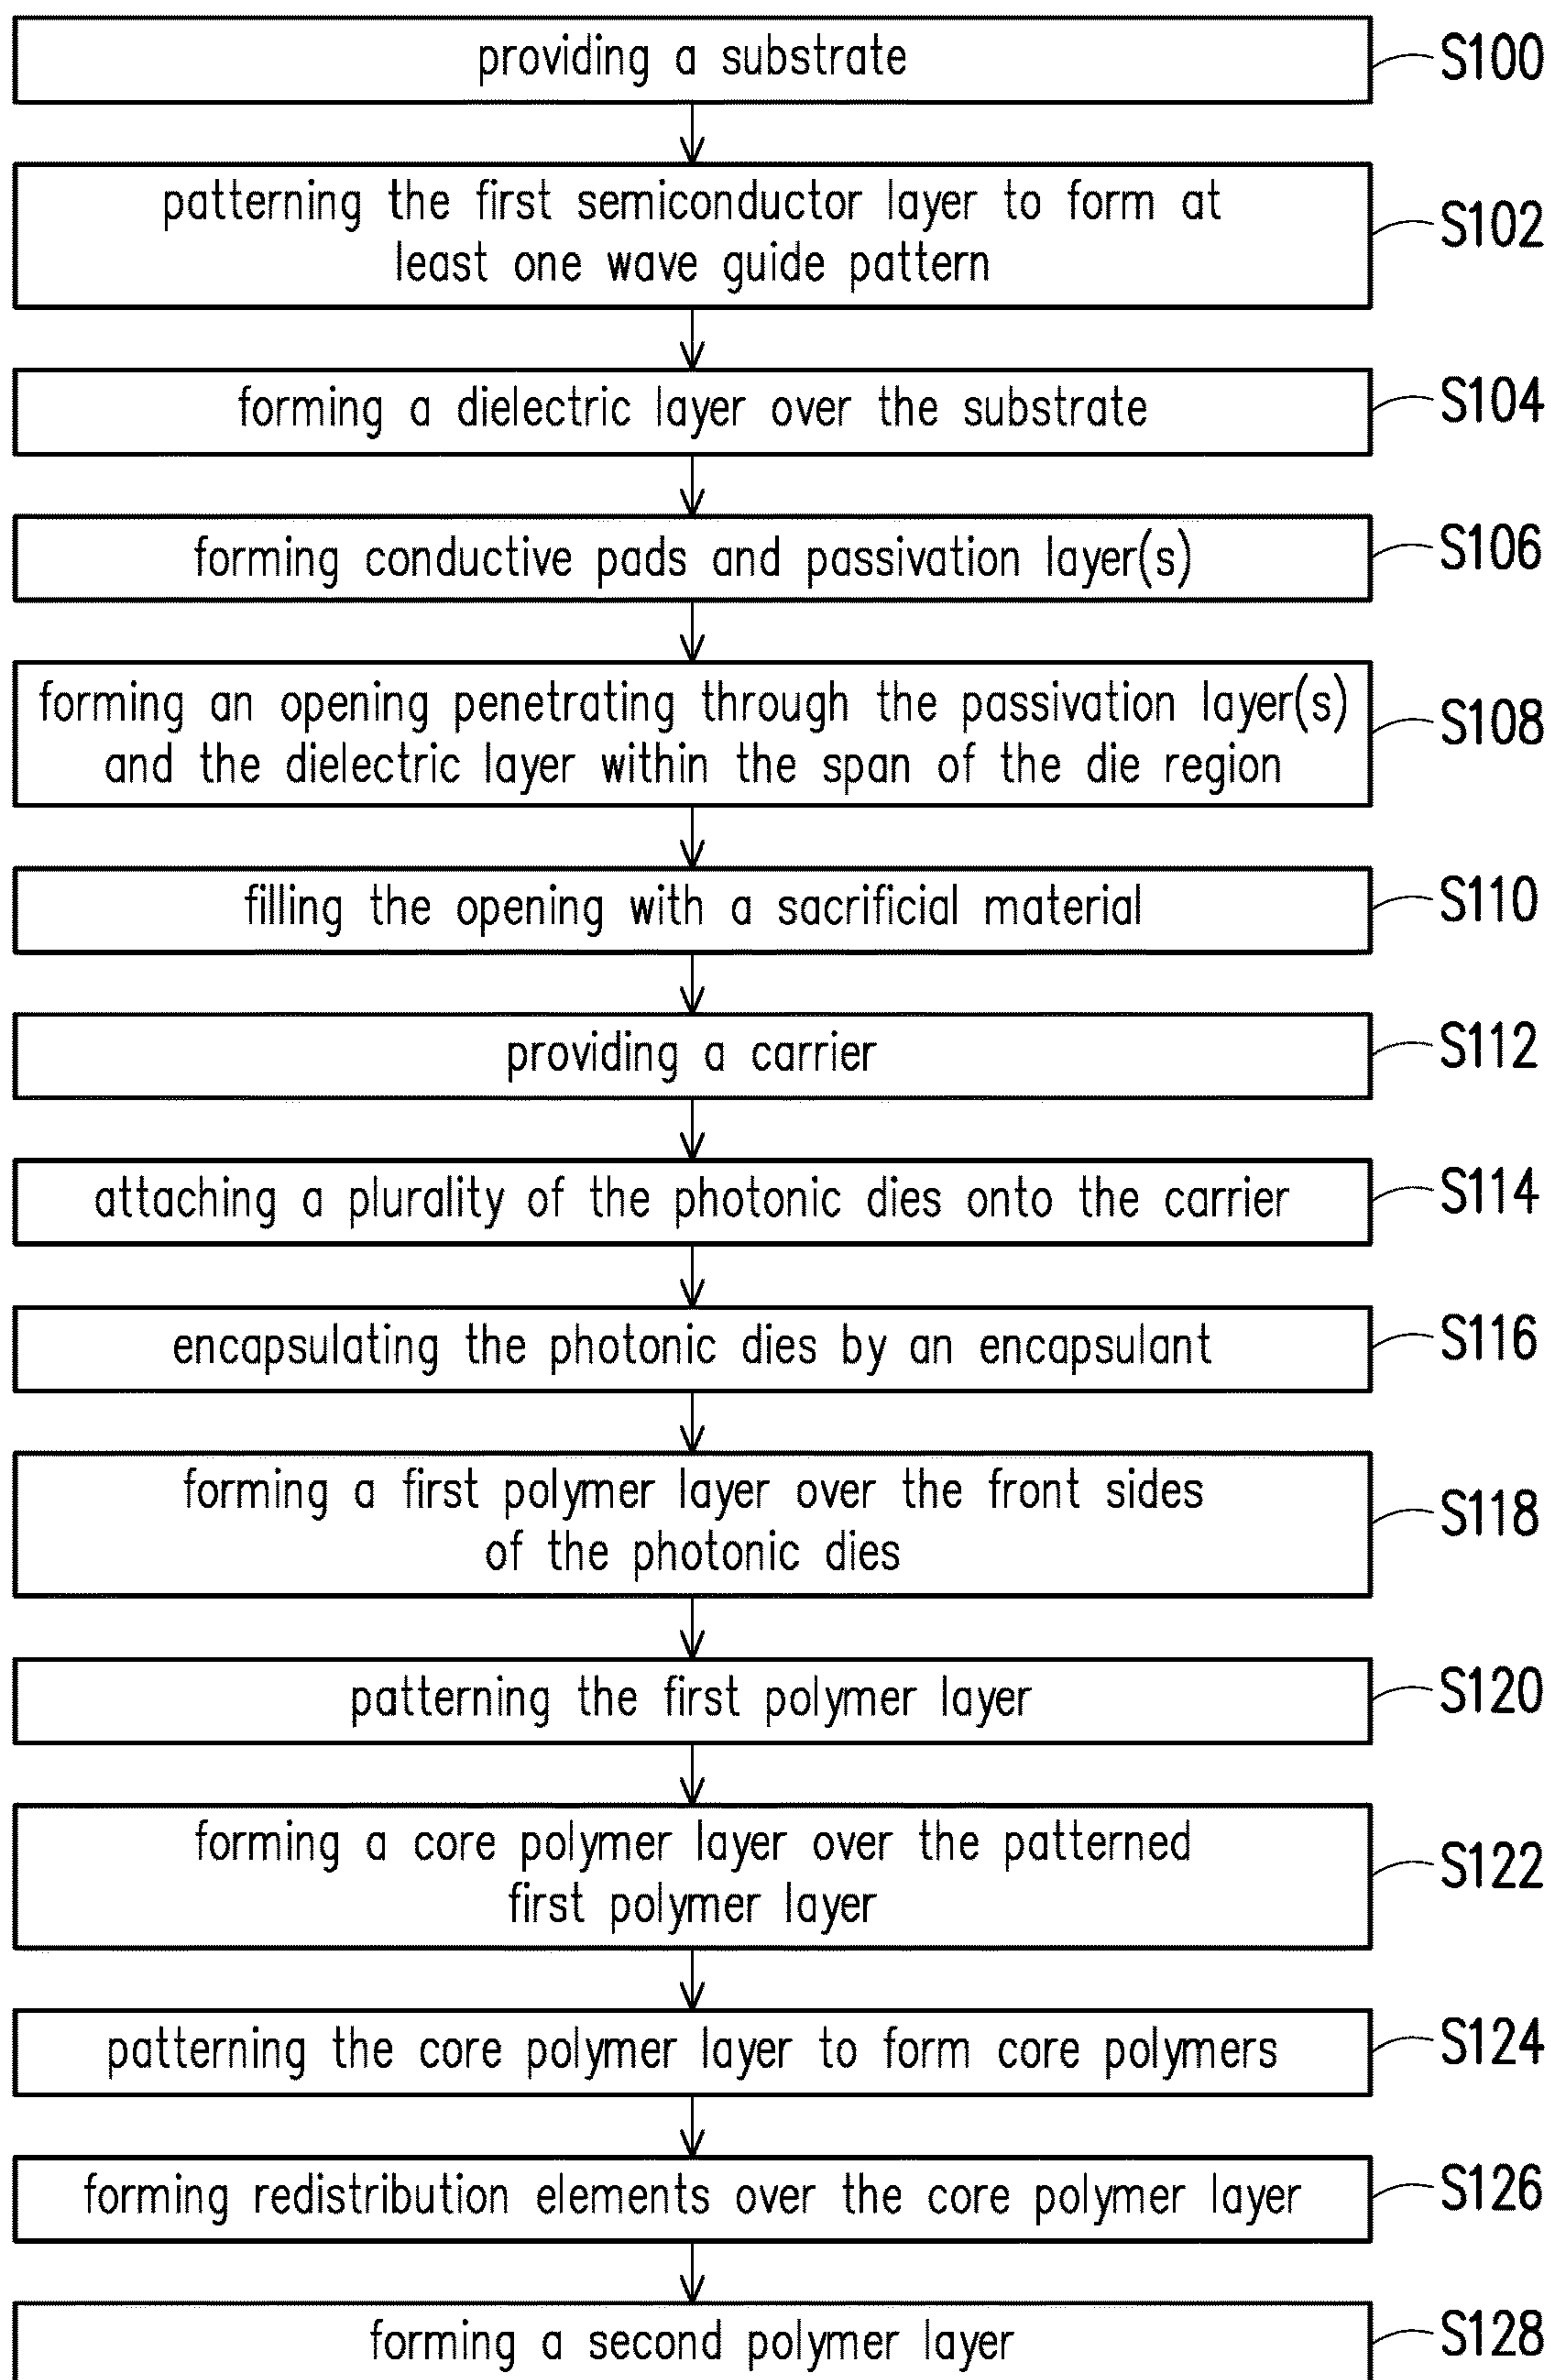 providing a substrate
S100
patterning the first semiconductor layer to form at
least one wave guide pattern
S102
forming a dielectric layer over the substrate
S104
forming conductive pads and passivation layer(s)
S106
forming an opening penetrating through the passivation layer(s)
and the dielectric layer within the span of the die region
S108
filling the opening with a sacrificial material
S110
providing a carrier
S112
attaching a plurality of the photonic dies onto the carrier
S114
encapsulating the photonic dies by an encapsulant
S116
forming a first polymer layer over the front sides
of the photonic dies
S118
patterning the first polymer layer
S120
forming a core polymer layer over the patterned
first polymer layer
S122
patterning the core polymer layer to form core polymers
S124
forming redistribution elements over the core polymer layer
S126
forming a second polymer layer
S128